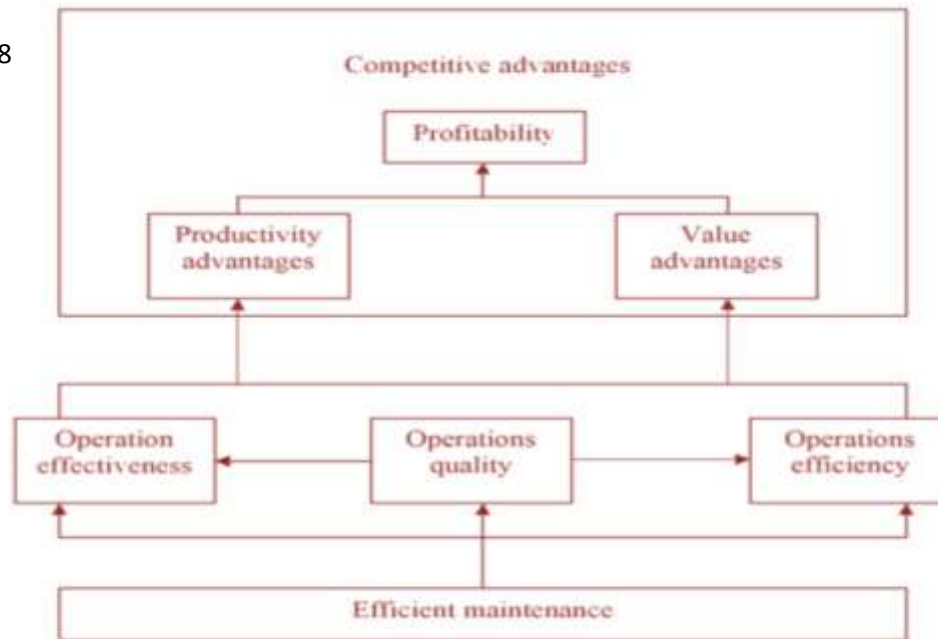 8
Competitive advantages
Profitability
Productivity
advantages
Value
advantages
Operation
effectiveness
Operations
quality
Operations
efficiency
Efficient maintenance